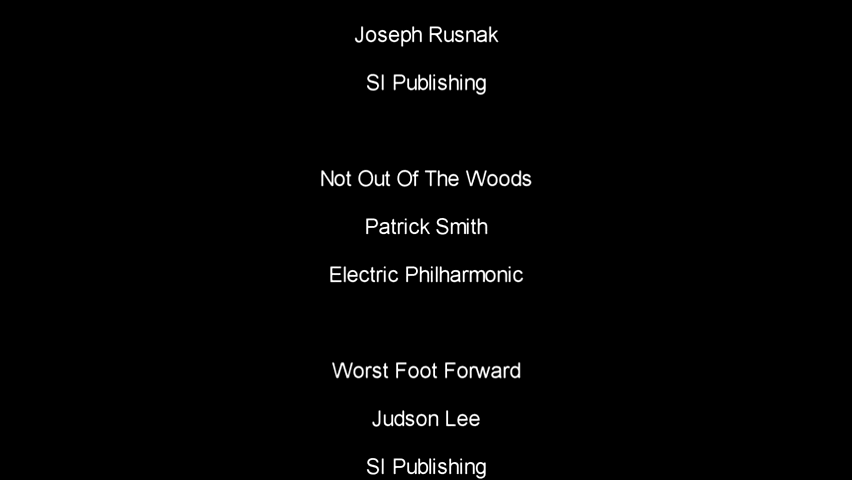 Joseph Rusnak
SI Publishing
Not Out Of The Woods
Patrick Smith
Electric Philharmonic
Worst Foot Forward
Judson Lee
SI Publishing